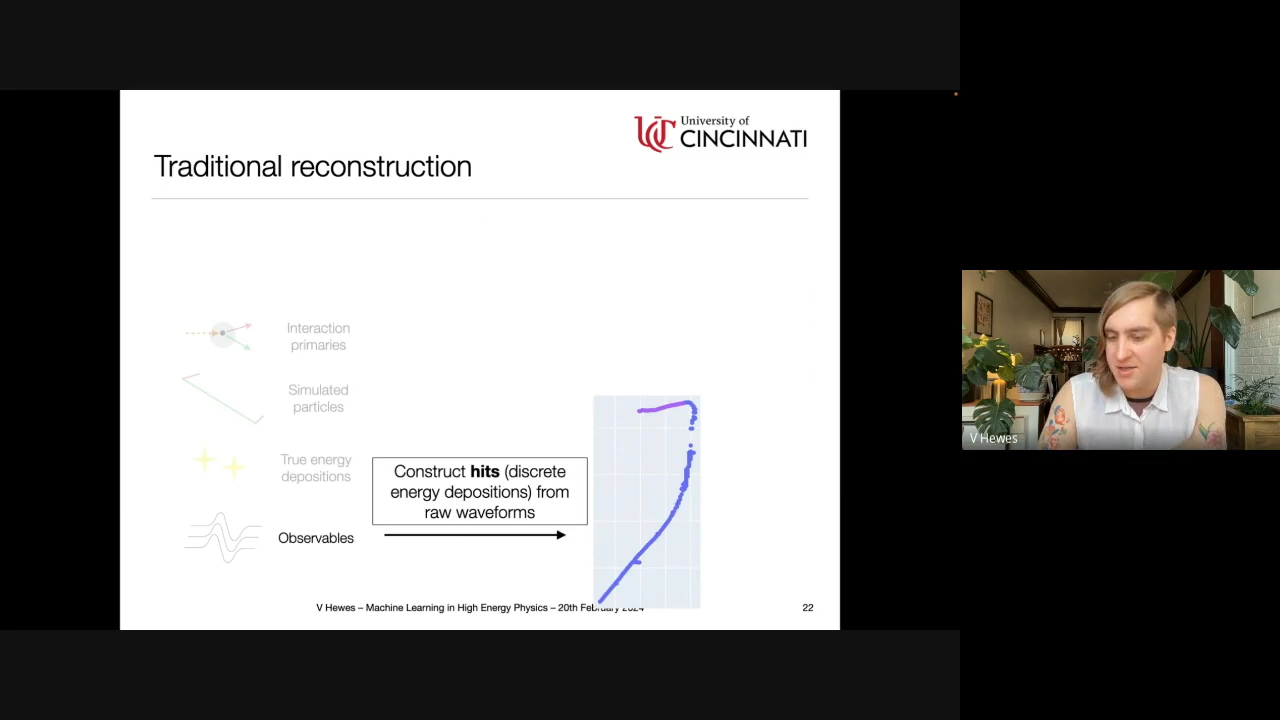 University of
CINCINNATI
Traditional reconstruction
Interaction
primaries
Simulated
particles
True energy
depositions
Construct hits (discrete
energy depositions) from
raw waveforms
Observables
V Hewes – Machine Learning in High Energy Physics – 20th February 2024
22
V Hewes